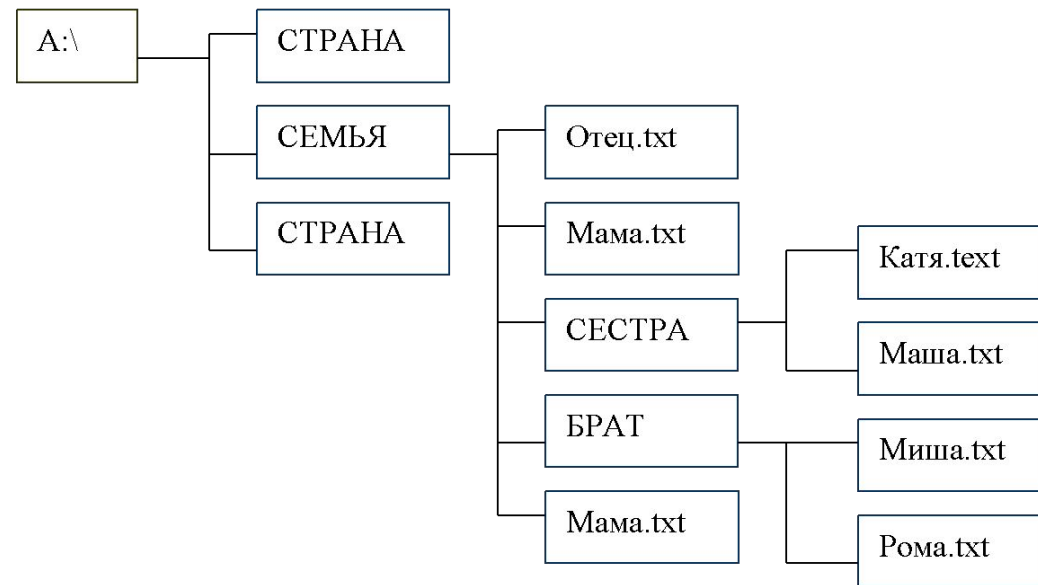 A:\
СТРАНА
СЕМЬЯ
СТРАНА
Отец.txt
Мама.txt
СЕСТРА
БРАТ
Мама.txt
Катя.text
Маша.txt
Миша.txt
Рома.txt